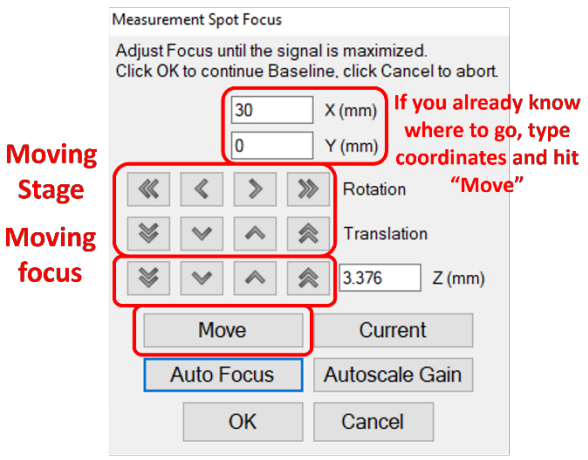 Measurement Spot Focus
Adjust Focus until the signal is maximized.
Click OK to continue Baseline, click Cancel to abort.
30 X (mm)
0 Y (mm)
If you already know
where to go, type
coordinates and hit
“Move”
Moving
Stage
Rotation
Translation
Moving
focus
3.376 Z (mm)
Move Current
Auto Focus Autoscale Gain
OK Cancel